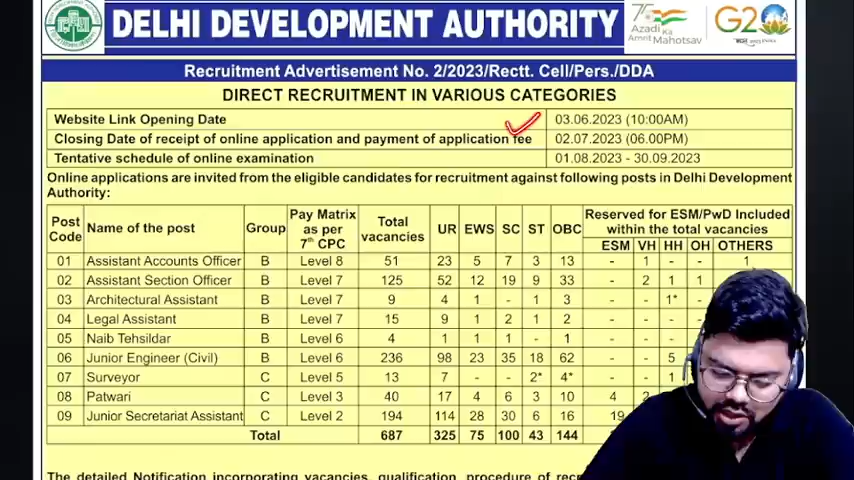 DELHI DEVELOPMENT AUTHORITY
75 Azadi Ka Amrit Mahotsav
G20
Recruitment Advertisement No. 2/2023/Rectt. Cell/Pers./DDA
DIRECT RECRUITMENT IN VARIOUS CATEGORIES
Website Link Opening Date 03.06.2023 (10:00AM)
Closing Date of receipt of online application and payment of application fee 02.07.2023 (06.00PM)
Tentative schedule of online examination 01.08.2023 - 30.09.2023
Online applications are invited from the eligible candidates for recruitment against following posts in Delhi Development
Authority:
Post Code Name of the post Group Pay Matrix as per 7th CPC Total vacancies UR EWS SC ST OBC Reserved for ESM/PwD Included within the total vacancies
ESM VH HH OH OTHERS
01 Assistant Accounts Officer B Level 8 51 23 5 7 3 13 - 1 - - 1
02 Assistant Section Officer B Level 7 125 52 12 19 9 33 - 2 1 1
03 Architectural Assistant B Level 7 9 4 1 - 1 3 - - 1* -
04 Legal Assistant B Level 7 15 9 1 2 1 2 - - - -
05 Naib Tehsildar B Level 6 4 1 1 1 - 1 - - -
06 Junior Engineer (Civil) B Level 6 236 98 23 35 18 62 - - 5
07 Surveyor C Level 5 13 7 - - 2* 4* - - 1
08 Patwari C Level 3 40 17 4 6 3 10 4 2
09 Junior Secretariat Assistant C Level 2 194 114 28 30 6 16 19
Total 687 325 75 100 43 144
The detailed Notification incorporating vacancies, qualification, procedure of